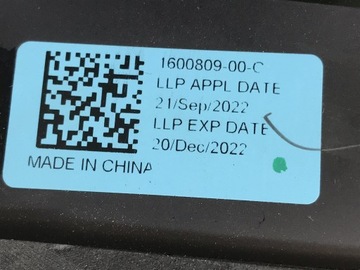 1600809-00-C
LLP APPL DATE
21/Sep/2022
LLP EXP DATE
20/Dec/2022
MADE IN CHINA